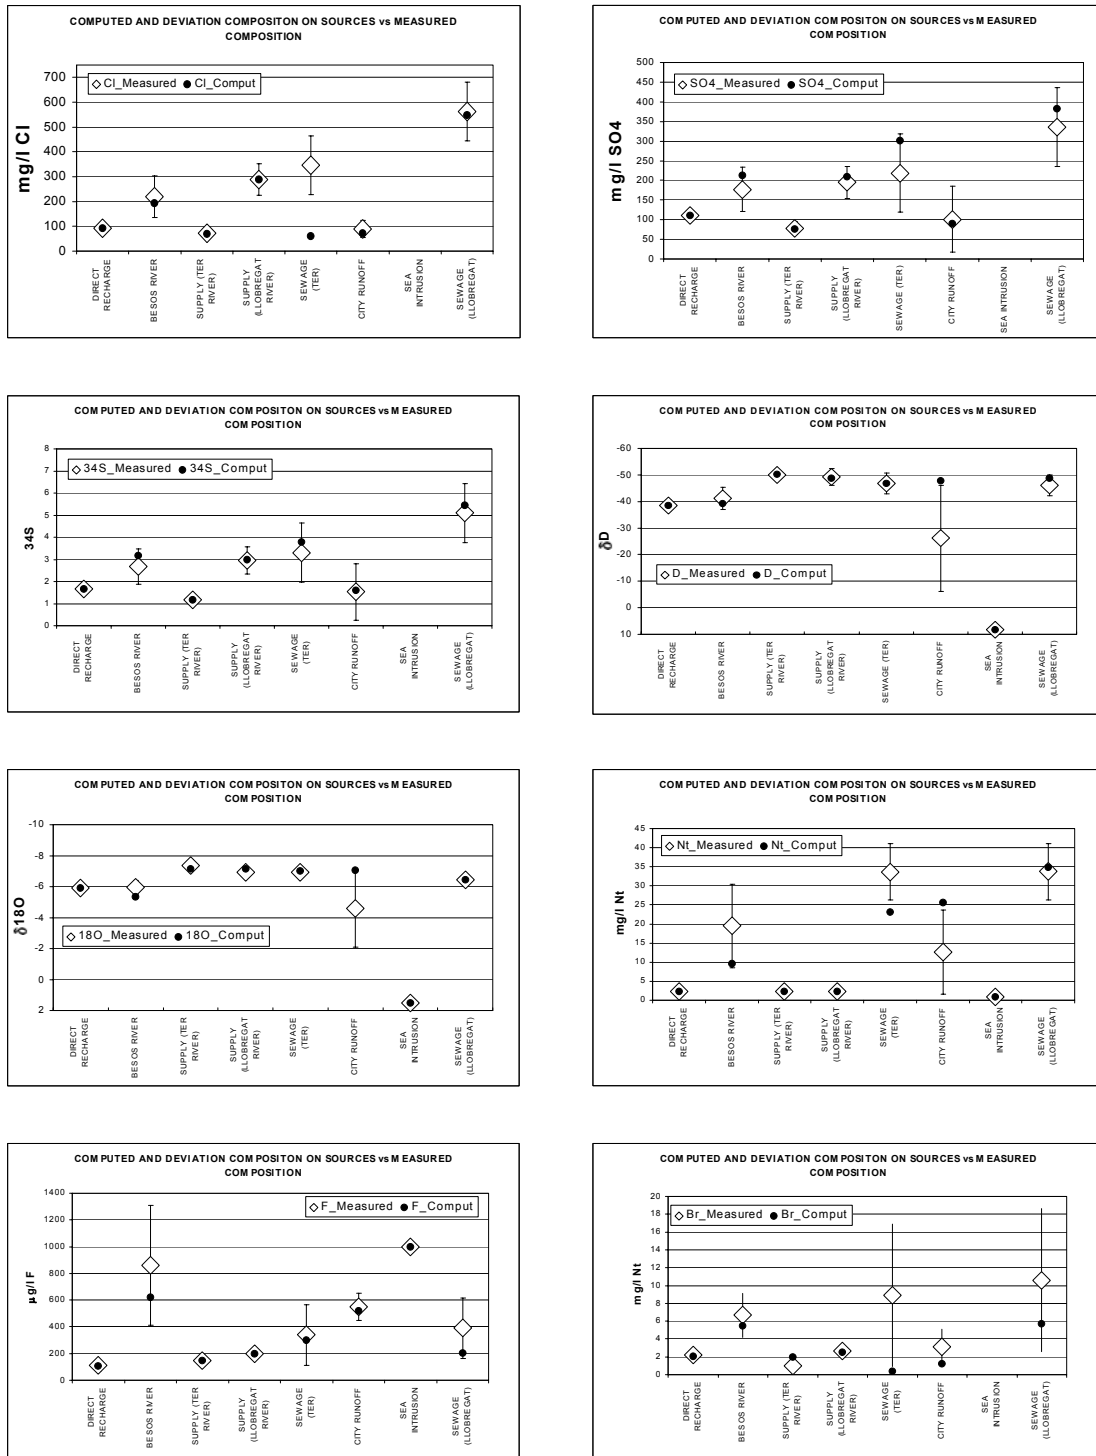 COMPUTED AND DEVIATION COMPOSITON ON SOURCES vs MEASURED
COMPOSITION
◇ Cl_Measured ● Cl_Comput
mg/l Cl
700
600
500
400
300
200
100
0
DIRECT
RECHARGE
BESOS RIVER
SUPPLY (TER
RIVER)
SUPPLY
(LLOBREGAT
RIVER)
SEWAGE
(TER)
CITY RUNOFF
SEA
INTRUSION
SEWAGE
(LLOBREGAT)
COMPUTED AND DEVIATION COMPOSITON ON SOURCES vs MEASURED
COMPOSITION
◇ SO4_Measured ● SO4_Comput
mg/l SO4
500
450
400
350
300
250
200
150
100
50
0
DIRECT
RECHARGE
BESOS RIVER
SUPPLY (TER
RIVER)
SUPPLY
(LLOBREGAT
RIVER)
SEWAGE (TER)
CITY RUNOFF
SEA INTRUSION
SEWAGE
(LLOBREGAT)
COMPUTED AND DEVIATION COMPOSITON ON SOURCES vs MEASURED
COMPOSITION
◇ 34S_Measured ● 34S_Comput
34S
8
7
6
5
4
3
2
1
0
DIRECT
RECHARGE
BESOS RIVER
SUPPLY (TER
RIVER)
SUPPLY
(LLOBREGAT
RIVER)
SEWAGE
(TER)
CITY RUNOFF
SEA
INTRUSION
SEWAGE
(LLOBREGAT)
COMPUTED AND DEVIATION COMPOSITON ON SOURCES vs MEASURED
COMPOSITION
◇ D_Measured ● D_Comput
δD
-60
-50
-40
-30
-20
-10
0
10
DIRECT
RECHARGE
BESOS RIVER
SUPPLY (TER
RIVER)
SUPPLY
(LLOBREGAT
RIVER)
SEWAGE (TER)
CITY RUNOFF
SEA
INTRUSION
SEWAGE
(LLOBREGAT)
COMPUTED AND DEVIATION COMPOSITON ON SOURCES vs MEASURED
COMPOSITION
◇ 18O_Measured ● 18O_Comput
δ18O
-10
-8
-6
-4
-2
0
2
DIRECT
RECHARGE
BESOS RIVER
SUPPLY (TER
RIVER)
SUPPLY
(LLOBREGAT
RIVER)
SEWAGE
(TER)
CITY RUNOFF
SEA
INTRUSION
SEWAGE
(LLOBREGAT)
COMPUTED AND DEVIATION COMPOSITON ON SOURCES vs MEASURED
COMPOSITION
◇ Nt_Measured ● Nt_Comput
mg/l Nt
45
40
35
30
25
20
15
10
5
0
DIRECT
RECHARGE
BESOS RIVER
SUPPLY (TER
RIVER)
SUPPLY
(LLOBREGAT
RIVER)
SEWAGE
(TER)
CITY RUNOFF
SEA
INTRUSION
SEWAGE
(LLOBREGAT)
COMPUTED AND DEVIATION COMPOSITON ON SOURCES vs MEASURED
COMPOSITION
◇ F_Measured ● F_Comput
µg/l F
1400
1200
1000
800
600
400
200
0
DIRECT
RECHARGE
BESOS RIVER
SUPPLY (TER
RIVER)
SUPPLY
(LLOBREGAT
RIVER)
SEWAGE
(TER)
CITY RUNOFF
SEA
INTRUSION
SEWAGE
(LLOBREGAT)
COMPUTED AND DEVIATION COMPOSITON ON SOURCES vs MEASURED
COMPOSITION
◇ Br_Measured ● Br_Comput
mg/l Nt
20
18
16
14
12
10
8
6
4
2
0
DIRECT
RECHARGE
BESOS RIVER
SUPPLY (TER
RIVER)
SUPPLY
(LLOBREGAT
RIVER)
SEWAGE
(TER)
CITY RUNOFF
SEA
INTRUSION
SEWAGE
(LLOBREGAT)